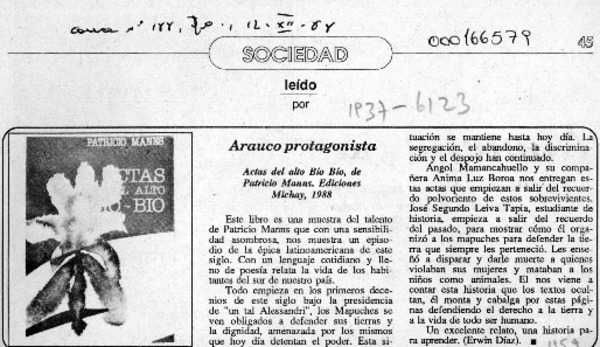 nº 144, 70, 12-XII-88
000166579
45
SOCIEDAD
leído
por
1937-6123
PATRICIO MANNS
ACTAS
DEL ALTO
BIO-BIO
Arauco protagonista
Actas del alto Bío Bío, de
Patricio Manns. Ediciones
Michay, 1988
Este libro es una muestra del talento
de Patricio Manns que con una sensibili-
dad asombrosa, nos muestra un episo-
dio de la épica latinoamericana de este
siglo. Con un lenguaje cotidiano y lle-
no de poesía relata la vida de los habi-
tantes del sur de nuestro país.
Todo empieza en los primeros dece-
nios de este siglo bajo la presidencia
de "un tal Alessandri", los Mapuches se
ven obligados a defender sus tierras y
la dignidad, amenazada por los mismos
que hoy día detentan el poder. Esta si-
tuación se mantiene hasta hoy día. La
segregación, el abandono, la discrimina-
ción y el despojo han continuado.
Angol Mamancahuello y su compa-
ñera Anima Luz Boroa nos entregan es-
tas actas que empiezan a salir del recuer-
do polvoriento de estos sobrevivientes.
José Segundo Leiva Tapia, estudiante de
historia, empieza a salir del recuerdo
del pasado, para mostrar cómo él or-
ganizó a los mapuches para defender la tie-
rra que siempre les perteneció. Les ense-
ñó a disparar y darle muerte a quienes
violaban sus mujeres y mataban a los
niños como animales. El nos viene a
contar esta historia que los textos ocul-
tan, él monta y cabalga por estas páginas
defendiendo el derecho a la tierra y
a la vida de todo ser humano.
Un excelente relato, una historia pa-
ra aprender. (Erwin Díaz). ■